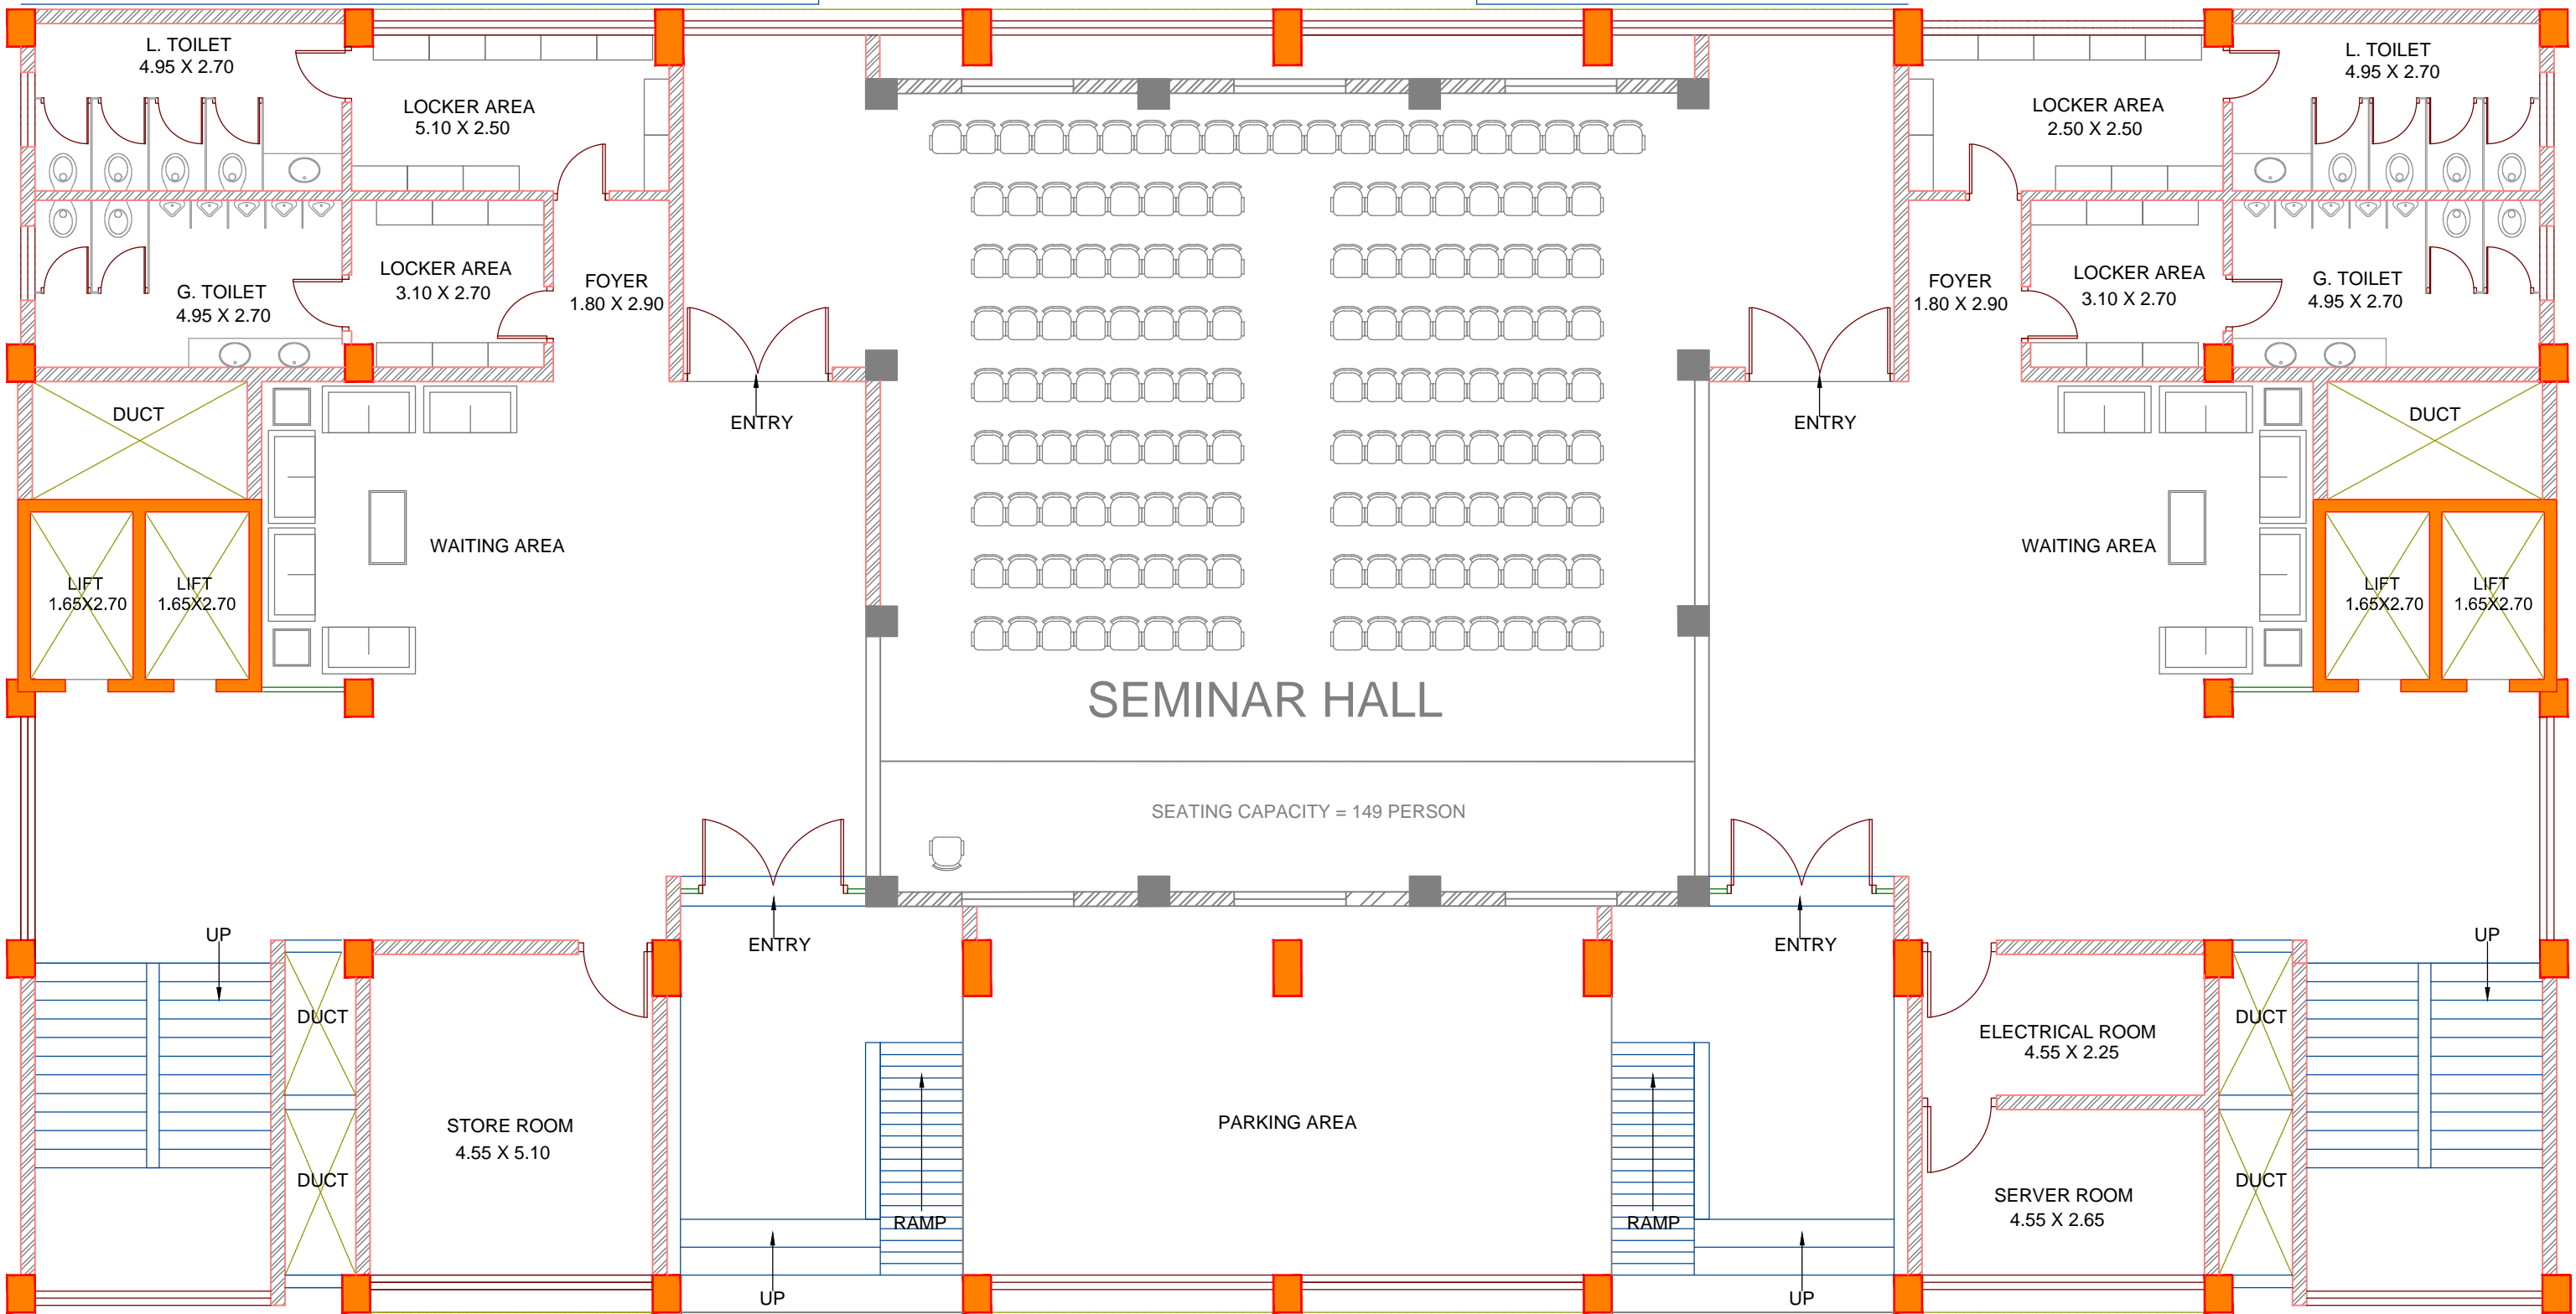 L. TOILET
4.95 X 2.70
LOCKER AREA
5.10 X 2.50
LOCKER AREA
2.50 X 2.50
L. TOILET
4.95 X 2.70
G. TOILET
4.95 X 2.70
LOCKER AREA
3.10 X 2.70
FOYER
1.80 X 2.90
FOYER
1.80 X 2.90
LOCKER AREA
3.10 X 2.70
G. TOILET
4.95 X 2.70
DUCT
ENTRY
ENTRY
DUCT
WAITING AREA
WAITING AREA
LIFT
1.65X2.70
LIFT
1.65X2.70
LIFT
1.65X2.70
LIFT
1.65X2.70
SEMINAR HALL
SEATING CAPACITY = 149 PERSON
UP
ENTRY
ENTRY
UP
DUCT
ELECTRICAL ROOM
4.55 X 2.25
DUCT
STORE ROOM
4.55 X 5.10
PARKING AREA
DUCT
SERVER ROOM
4.55 X 2.65
DUCT
RAMP
RAMP
UP
UP